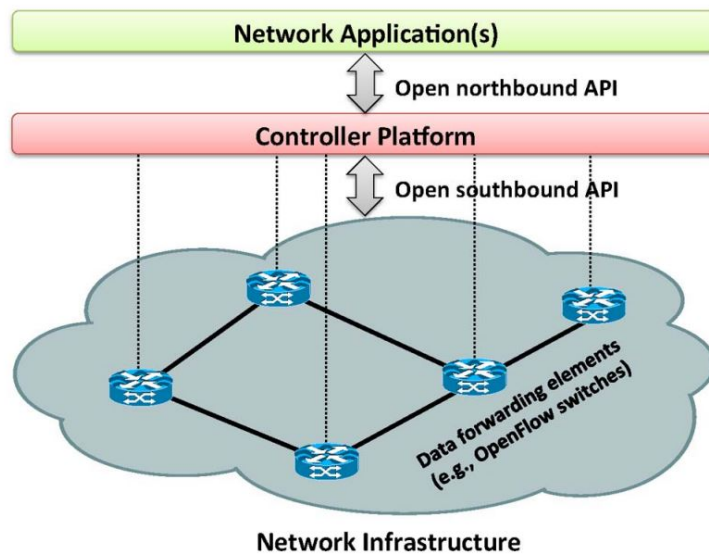 Network Application(s)
Open northbound API
Controller Platform
Open southbound API
Data forwarding elements
(e.g., OpenFlow switches)
Network Infrastructure